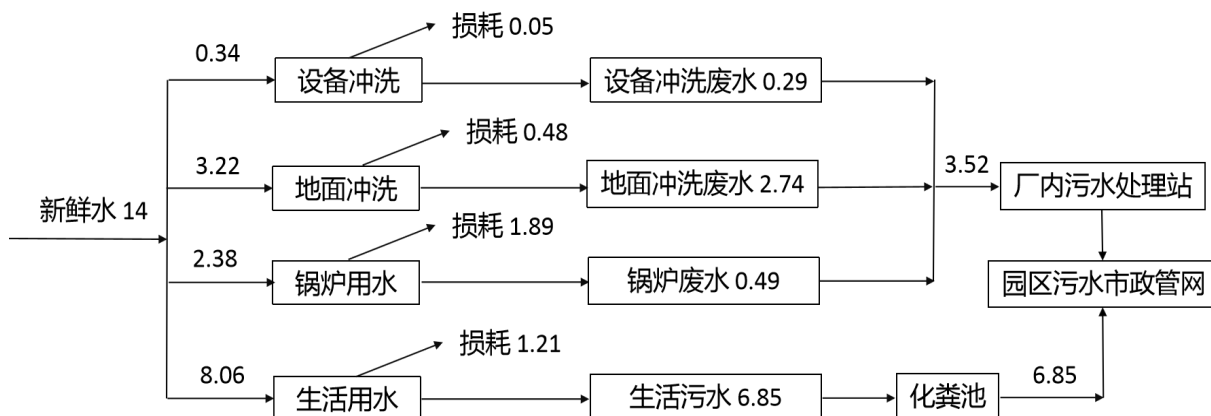 损耗 0.05
0.34
设备冲洗
设备冲洗废水 0.29
损耗 0.48
3.22
地面冲洗
地面冲洗废水 2.74
3.52
厂内污水处理站
新鲜水 14
损耗 1.89
2.38
锅炉用水
锅炉废水 0.49
园区污水市政管网
损耗 1.21
8.06
生活用水
生活污水 6.85
化粪池
6.85